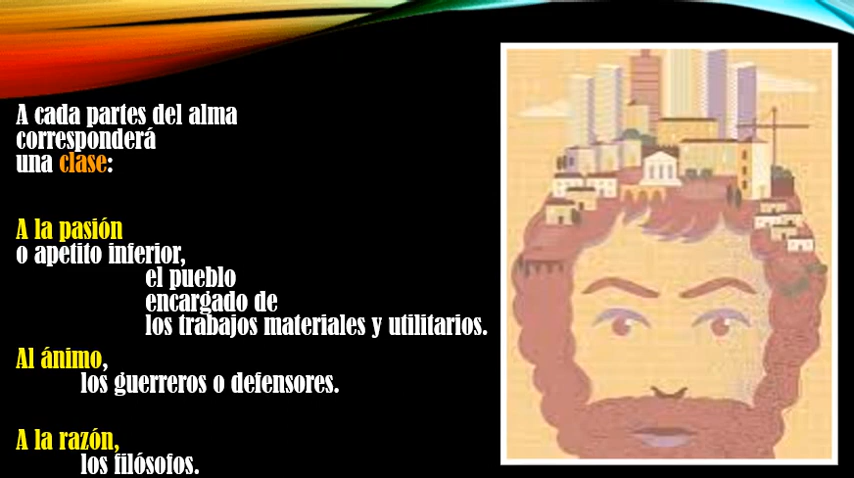 A cada partes del alma
corresponderá
una clase:
A la pasión
o apetito inferior,
el pueblo
encargado de
los trabajos materiales y utilitarios.
Al ánimo,
los guerreros o defensores.
A la razón,
los filósofos.